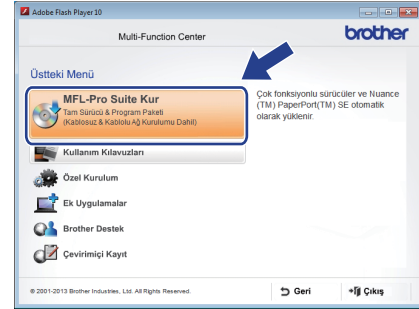 Adobe Flash Player 10
Multi-Function Center
brother
Üstteki Menü
MFL-Pro Suite Kur
Tam Sürücü & Program Paketi
(Kablosuz & Kablolu Ağ Kurulumu Dahil)
Çok fonksiyonlu sürücüler ve Nuance
(TM) PaperPort(TM) SE otomatik
olarak yüklenir.
Kullanım Kılavuzları
Özel Kurulum
Ek Uygulamalar
Brother Destek
Çevirimiçi Kayıt
© 2001-2013 Brother Industries, Ltd. All Rights Reserved.
Geri
Çıkış